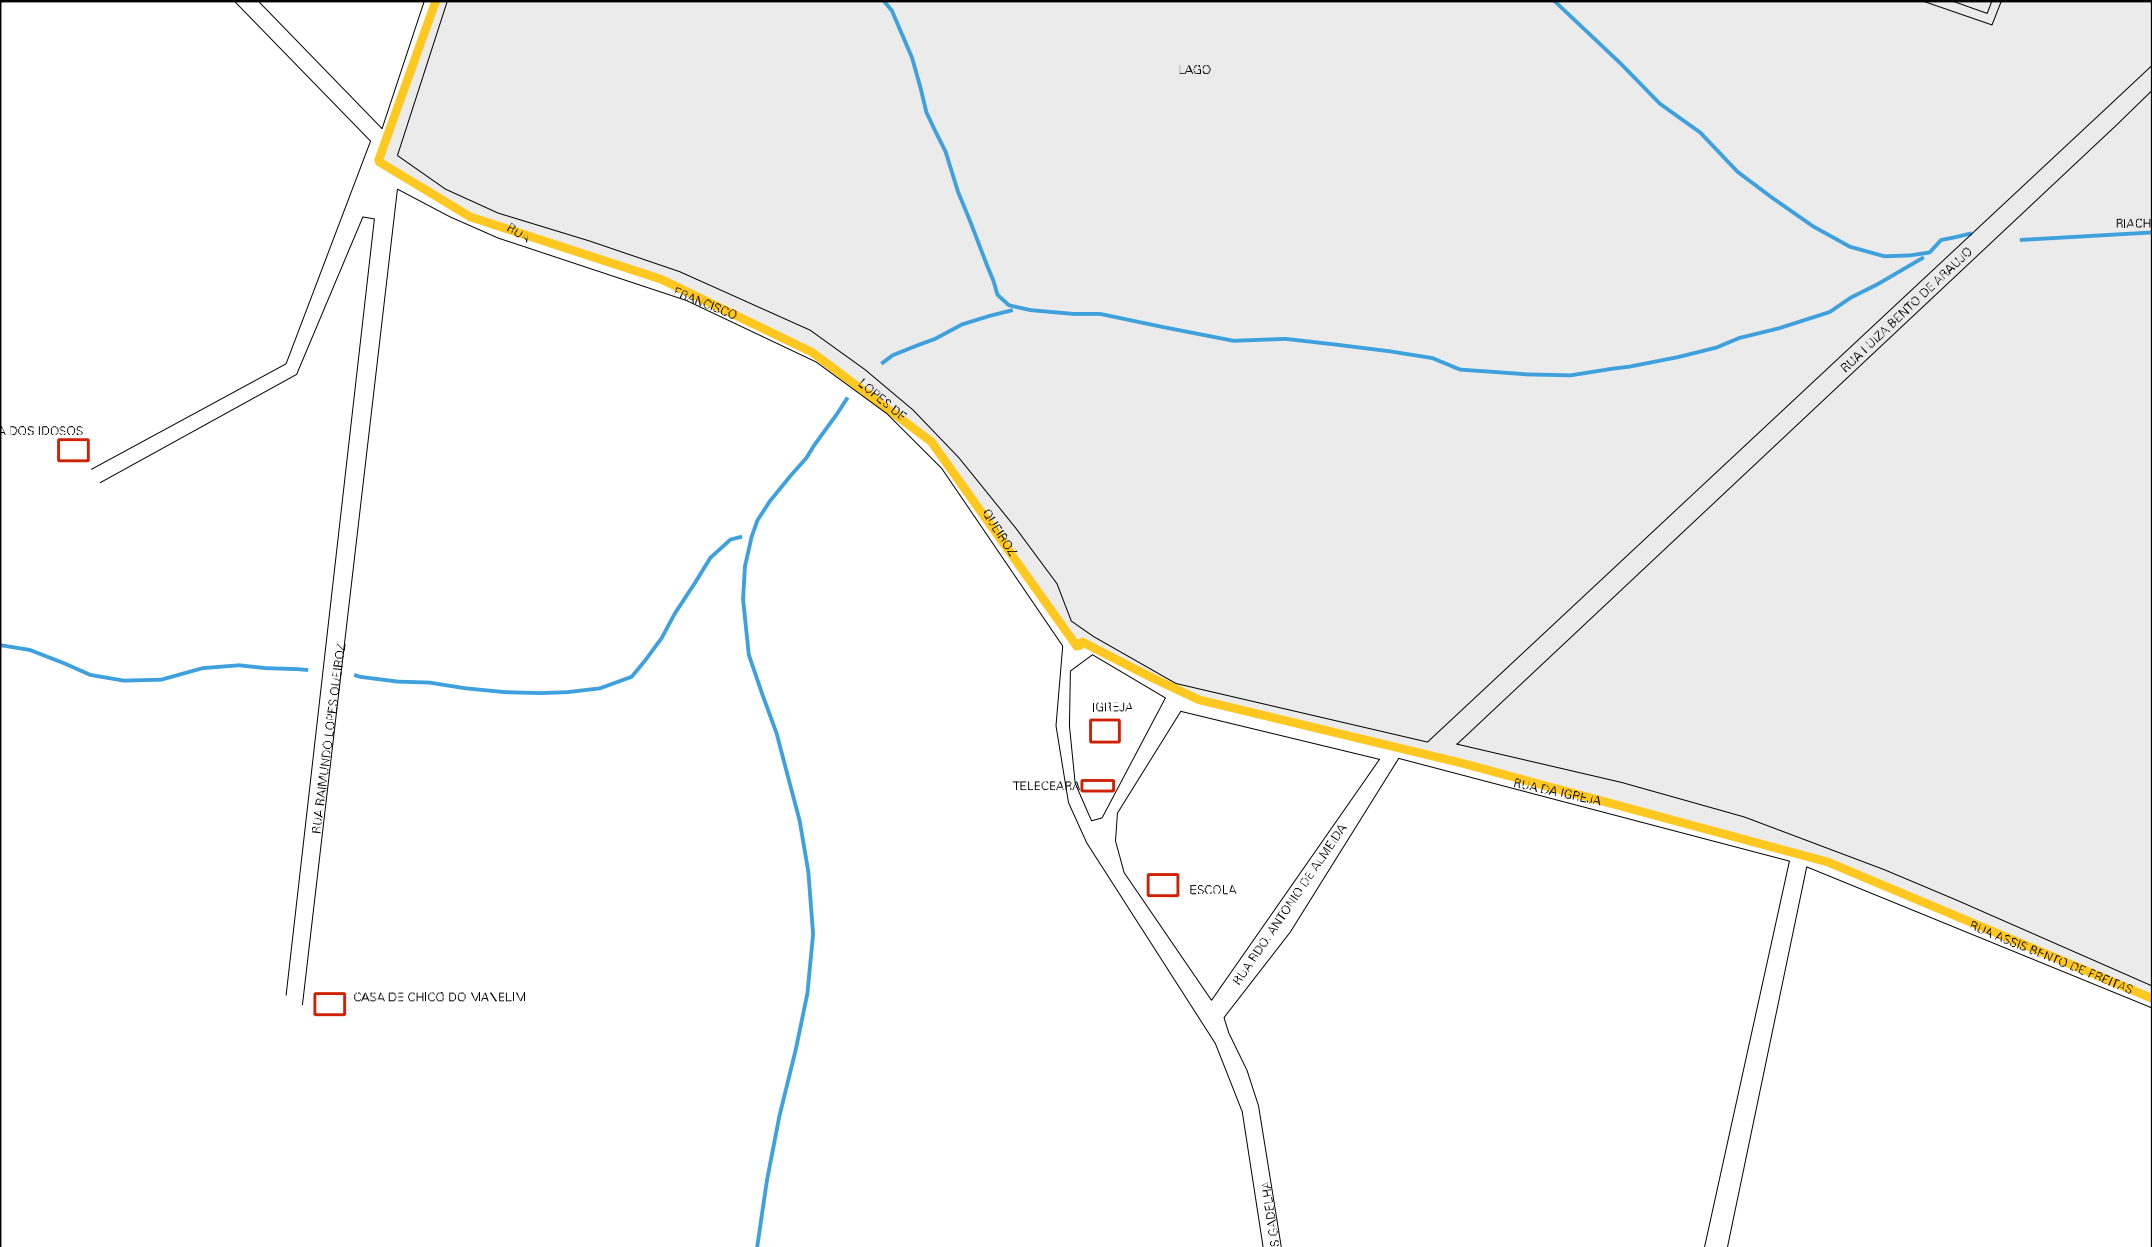 LAGO
RIACH
RUA
RUA LUIZA BENTO DE ARAUJO
FRANCISCO
LOPES DE
A DOS IDOSOS
QUEIROZ
RUA RAIMUNDO LOPES QUEIROZ
IGREJA
TELECEARA
RUA DA IGREJA
ESCOLA
RUA FDO. ANTONIO DE ALMEIDA
RUA ASSIS BENTO DE FREITAS
CASA DE CHICO DO MANELIM
S GADELHA